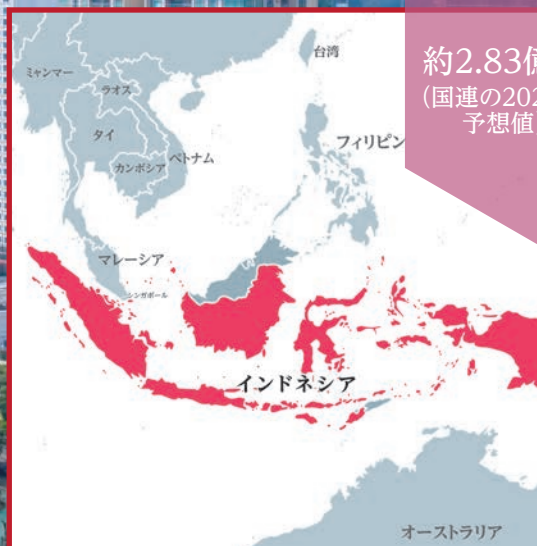 約2.83億
(国連の202
予想値
台湾
ミャンマー
ラオス
タイ
ベトナム
カンボジア
フィリピン
マレーシア
シンガポール
インドネシア
オーストラリア